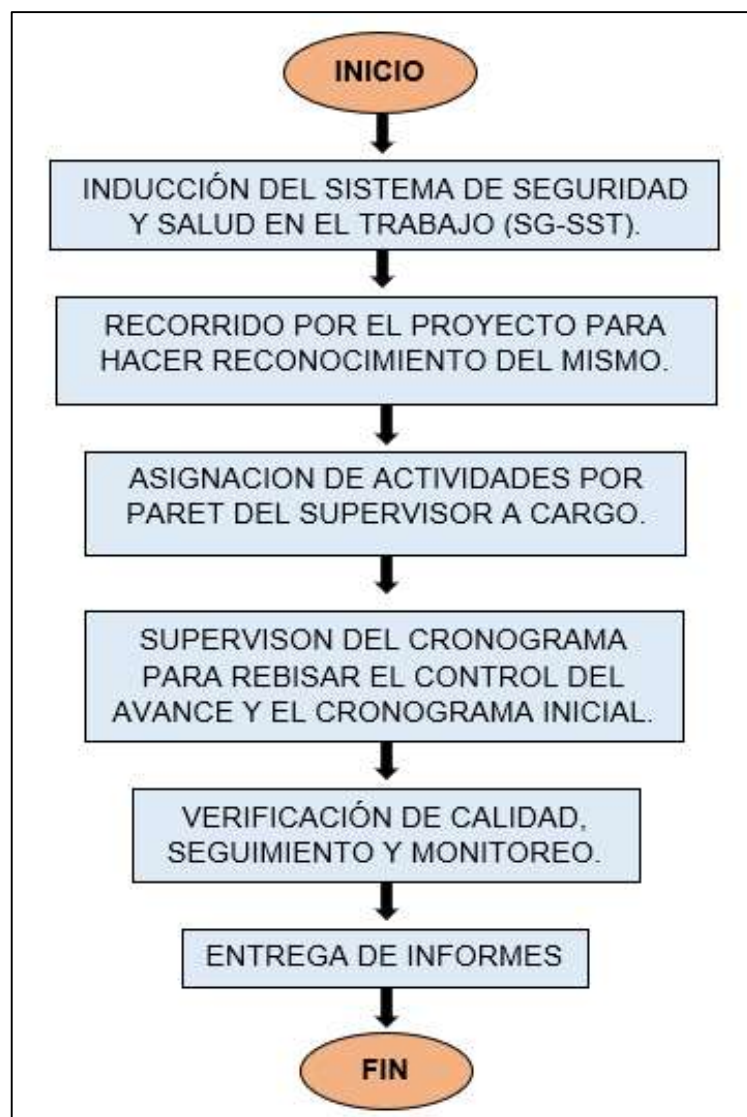 INICIO
INDUCCIÓN DEL SISTEMA DE SEGURIDAD
Y SALUD EN EL TRABAJO (SG-SST).
RECORRIDO POR EL PROYECTO PARA
HACER RECONOCIMIENTO DEL MISMO.
ASIGNACION DE ACTIVIDADES POR
PARET DEL SUPERVISOR A CARGO.
SUPERVISON DEL CRONOGRAMA
PARA REBISAR EL CONTROL DEL
AVANCE Y EL CRONOGRAMA INICIAL.
VERIFICACIÓN DE CALIDAD,
SEGUIMIENTO Y MONITOREO.
ENTREGA DE INFORMES
FIN